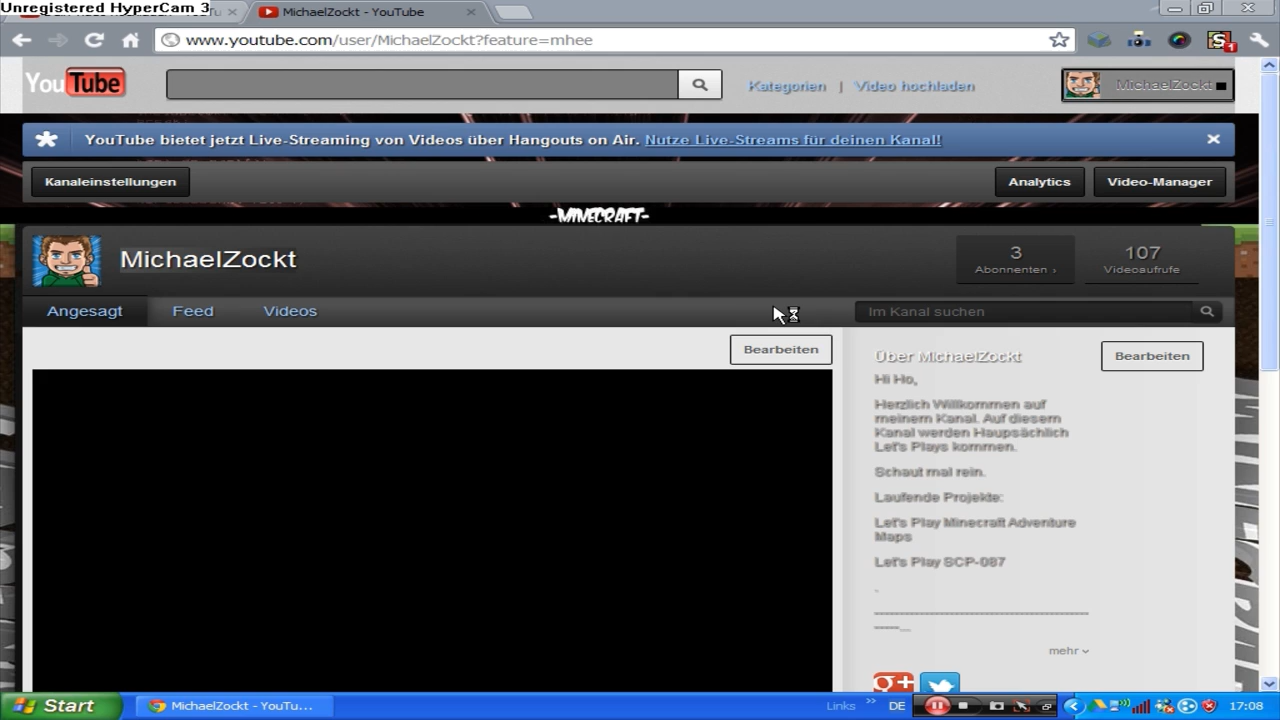 Unregistered HyperCam 3
MichaelZockt - YouTube
www.youtube.com/user/MichaelZockt?feature=mhee
YouTube
Kategorien | Video hochladen
MichaelZockt
YouTube bietet jetzt Live-Streaming von Videos über Hangouts on Air. Nutze Live-Streams für deinen Kanal!
Kanaleinstellungen
Analytics
Video-Manager
-MINECRAFT-
MichaelZockt
3
Abonnenten ›
107
Videoaufrufe
Angesagt
Feed
Videos
Im Kanal suchen
Bearbeiten
Über MichaelZockt
Bearbeiten
Hi Ho,
Herzlich Willkommen auf
meinem Kanal. Auf diesem
Kanal werden Haupsächlich
Let's Plays kommen.
Schaut mal rein.
Laufende Projekte:
Let's Play Minecraft Adventure
Maps
Let's Play SCP-087
.
mehr
g+
Start
MichaelZockt - YouTu...
Links »
DE
17:08